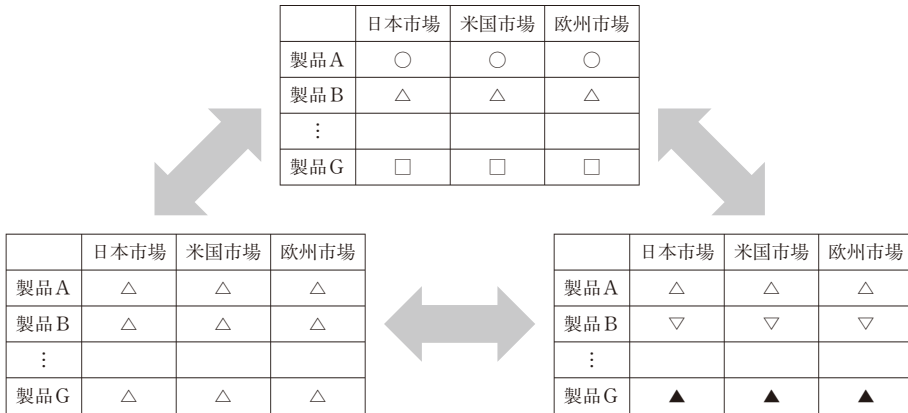 日本市場 米国市場 欧州市場
製品A ○ ○ ○
製品B △ △ △
⋮
製品G □ □ □
日本市場 米国市場 欧州市場
製品A △ △ △
製品B △ △ △
⋮
製品G △ △ △
日本市場 米国市場 欧州市場
製品A △ △ △
製品B ▽ ▽ ▽
⋮
製品G ▲ ▲ ▲